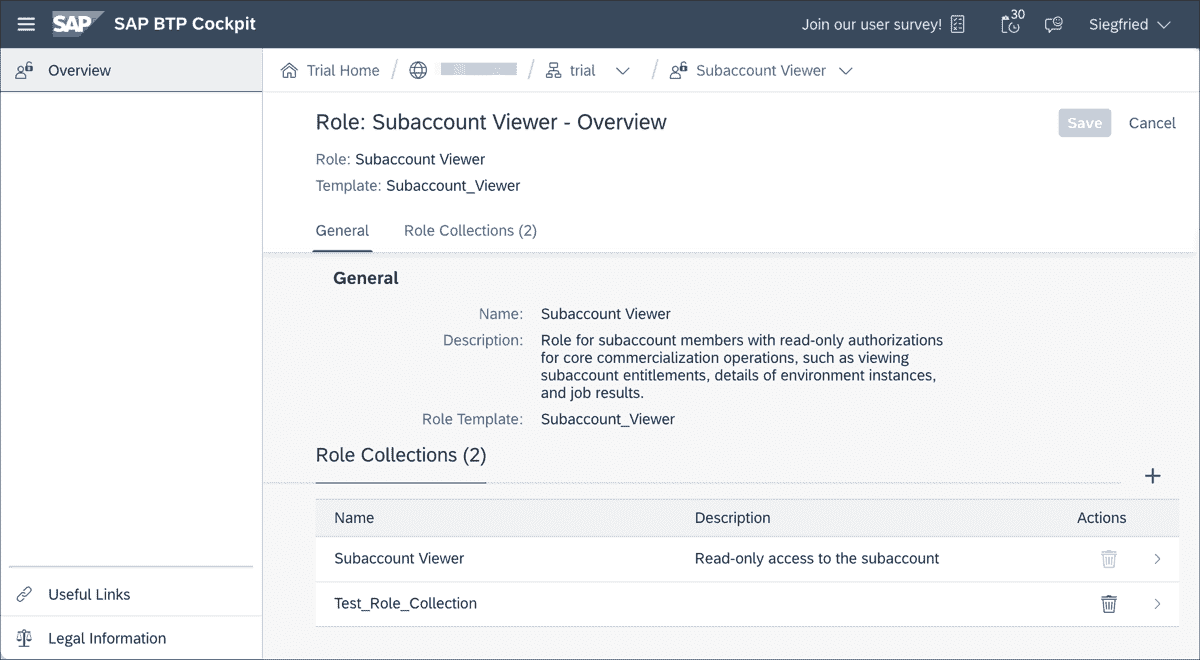 SAP SAP BTP Cockpit
Join our user survey!
30
Siegfried
Overview
Trial Home / / trial / Subaccount Viewer
Role: Subaccount Viewer - Overview
Save
Cancel
Role: Subaccount Viewer
Template: Subaccount_Viewer
General
Role Collections (2)
General
Name: Subaccount Viewer
Description: Role for subaccount members with read-only authorizations
for core commercialization operations, such as viewing
subaccount entitlements, details of environment instances,
and job results.
Role Template: Subaccount_Viewer
Role Collections (2)
Name Description Actions
Subaccount Viewer Read-only access to the subaccount
Test_Role_Collection
Useful Links
Legal Information